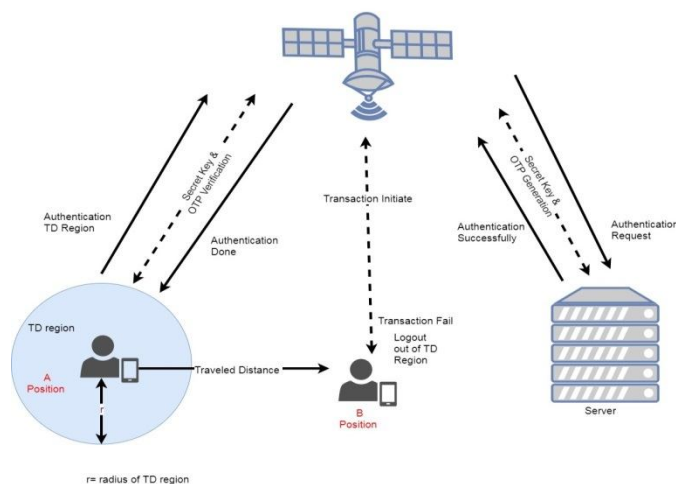 Secret Key &
OTP Verification
Authentication
TD Region
Authentication
Done
Transaction Initiate
Secret Key &
OTP Generation
Authentication
Successfully
Authentication
Request
TD region
A
Position
r
Traveled Distance
Transaction Fail
Logout
out of TD
Region
B
Position
Server
r= radius of TD region